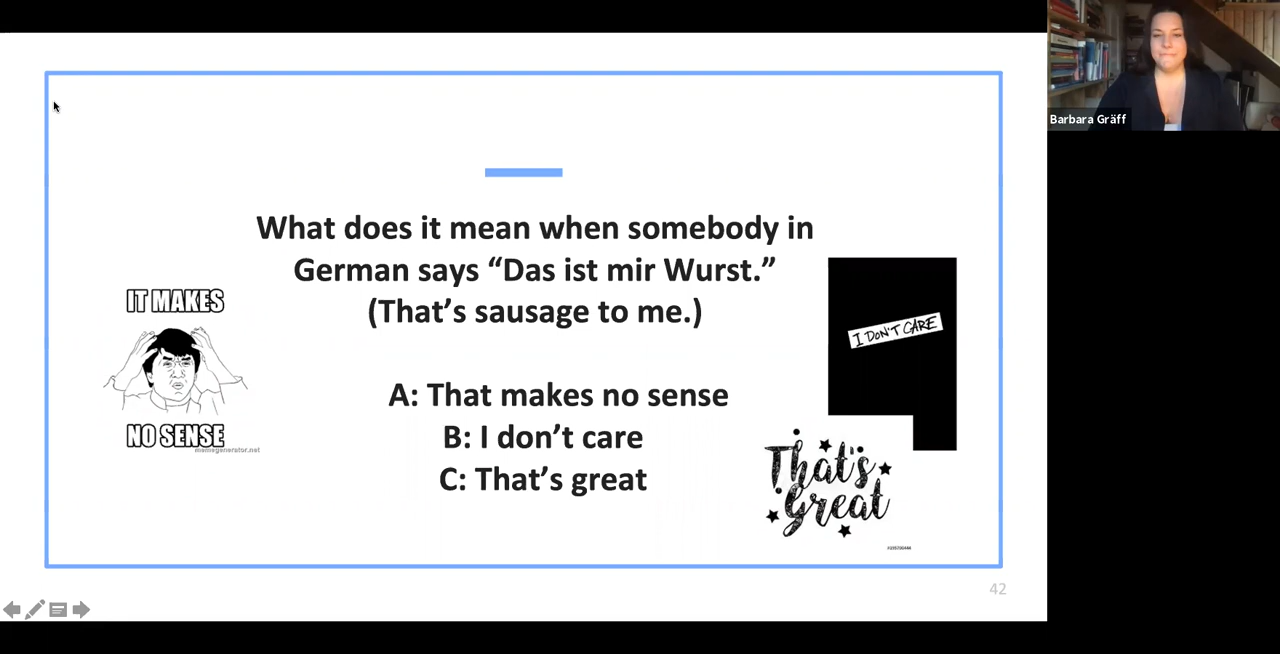 Barbara Gräff
What does it mean when somebody in
German says “Das ist mir Wurst.”
(That’s sausage to me.)
A: That makes no sense
B: I don’t care
C: That’s great
IT MAKES
NO SENSE
memegenerator.net
I DON'T CARE
That's
Great
42